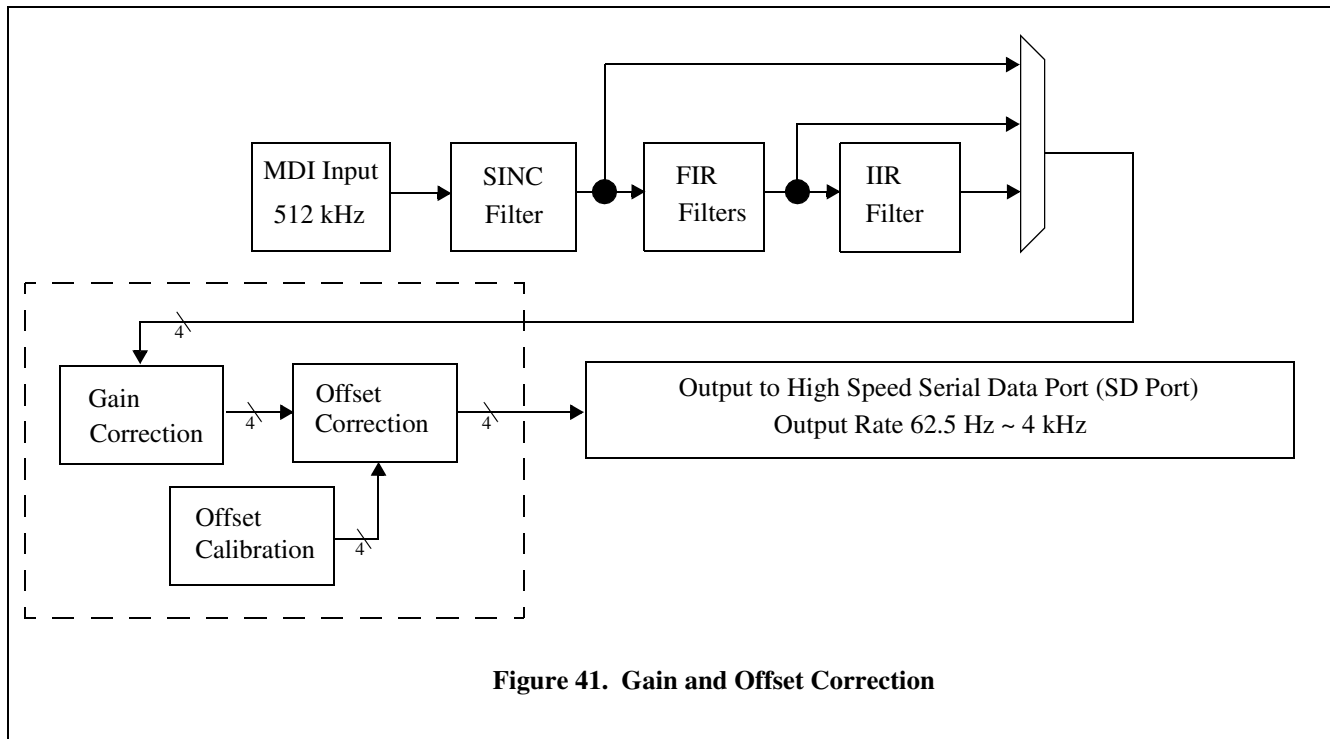 MDI Input
512 kHz
SINC
Filter
FIR
Filters
IIR
Filter
4
Gain
Correction
4
Offset
Correction
4
Output to High Speed Serial Data Port (SD Port)
Output Rate 62.5 Hz ~ 4 kHz
Offset
Calibration
4
Figure 41. Gain and Offset Correction